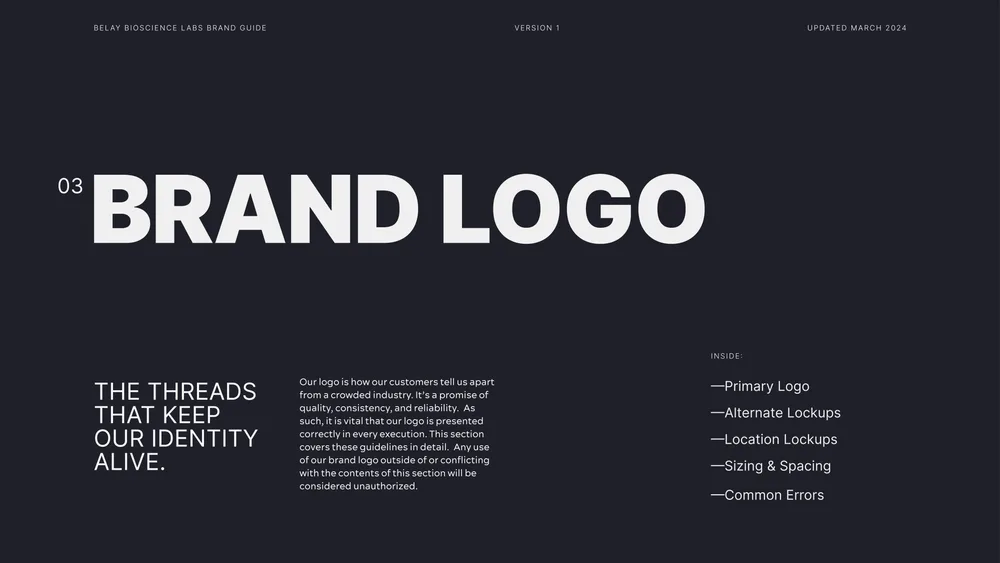 BELAY BIOSCIENCE LABS BRAND GUIDE
VERSION 1
UPDATED MARCH 2024
03
BRAND LOGO
THE THREADS
THAT KEEP
OUR IDENTITY
ALIVE.
Our logo is how our customers tell us apart
from a crowded industry. It's a promise of
quality, consistency, and reliability.  As
such, it is vital that our logo is presented
correctly in every execution. This section
covers these guidelines in detail.  Any use
of our brand logo outside of or conflicting
with the contents of this section will be
considered unauthorized.
INSIDE:
—Primary Logo
—Alternate Lockups
—Location Lockups
—Sizing & Spacing
—Common Errors